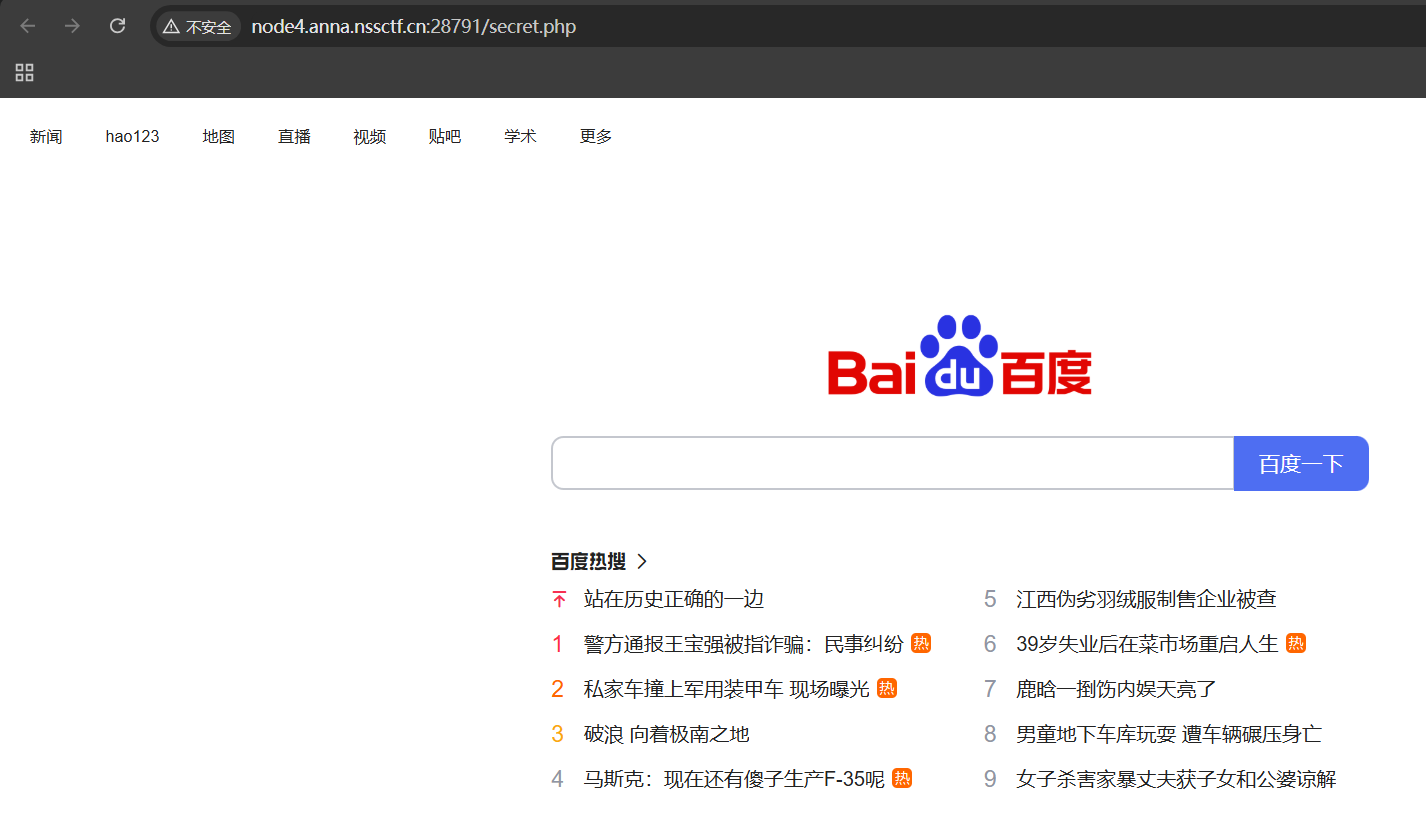 不安全 node4.anna.nssctf.cn:28791/secret.php
新闻 hao123 地图 直播 视频 贴吧 学术 更多
Bai du 百度
百度一下
百度热搜
站在历史正确的一边
1 警方通报王宝强被指诈骗：民事纠纷 热
2 私家车撞上军用装甲车 现场曝光 热
3 破浪 向着极南之地
4 马斯克：现在还有傻子生产F-35呢 热
5 江西伪劣羽绒服制售企业被查
6 39岁失业后在菜市场重启人生 热
7 鹿晗一捯饬内娱天亮了
8 男童地下车库玩耍 遭车辆碾压身亡
9 女子杀害家暴丈夫获子女和公婆谅解